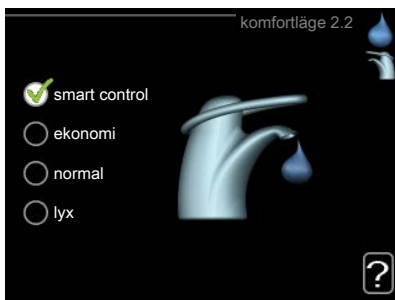 komfortläge 2.2
smart control
ekonomi
normal
lyx
?